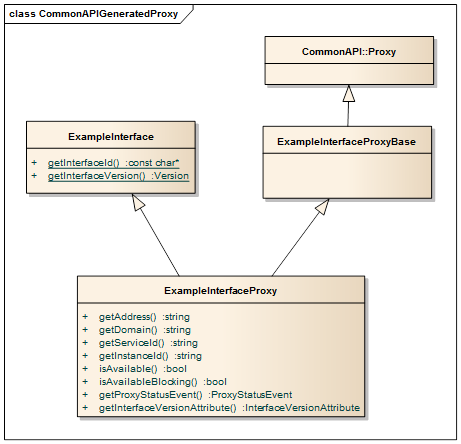 class CommonAPIGeneratedProxy
CommonAPI::Proxy
ExampleInterface
+ getInterfaceId() :const char*
+ getInterfaceVersion() :Version
ExampleInterfaceProxyBase
ExampleInterfaceProxy
+ getAddress() :string
+ getDomain() :string
+ getServiceId() :string
+ getInstanceId() :string
+ isAvailable() :bool
+ isAvailableBlocking() :bool
+ getProxyStatusEvent() :ProxyStatusEvent
+ getInterfaceVersionAttribute() :InterfaceVersionAttribute